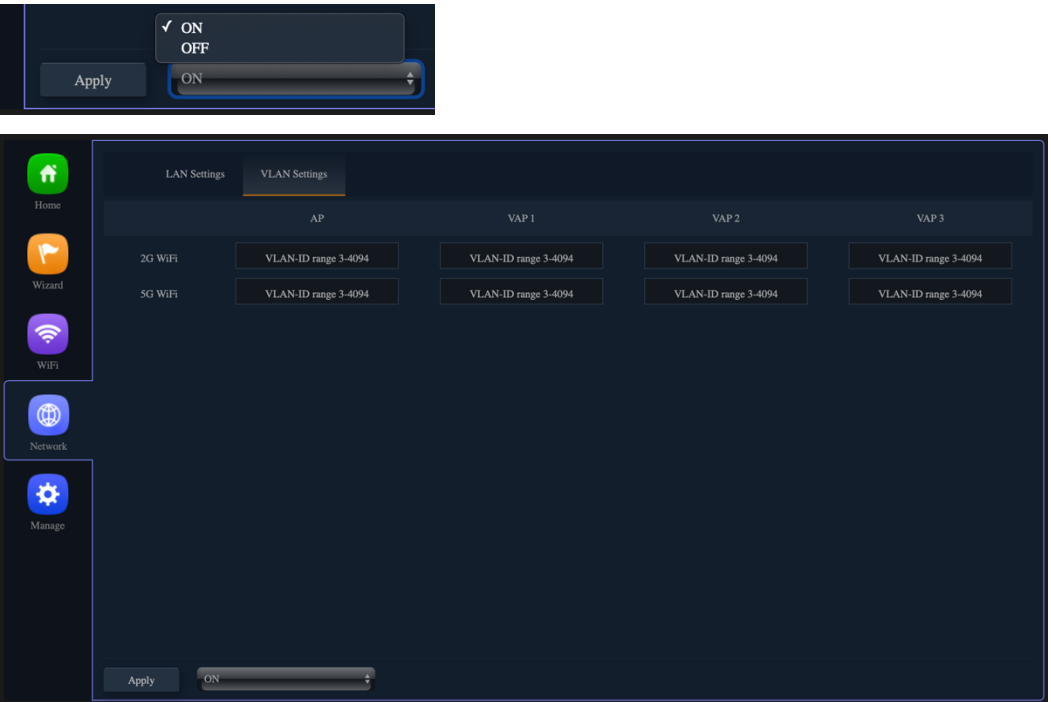 ON
OFF
Apply ON
Home
LAN Settings VLAN Settings
AP VAP 1 VAP 2 VAP 3
2G WiFi VLAN-ID range 3-4094 VLAN-ID range 3-4094 VLAN-ID range 3-4094 VLAN-ID range 3-4094
Wizard
5G WiFi VLAN-ID range 3-4094 VLAN-ID range 3-4094 VLAN-ID range 3-4094 VLAN-ID range 3-4094
WiFi
Network
Manage
Apply ON